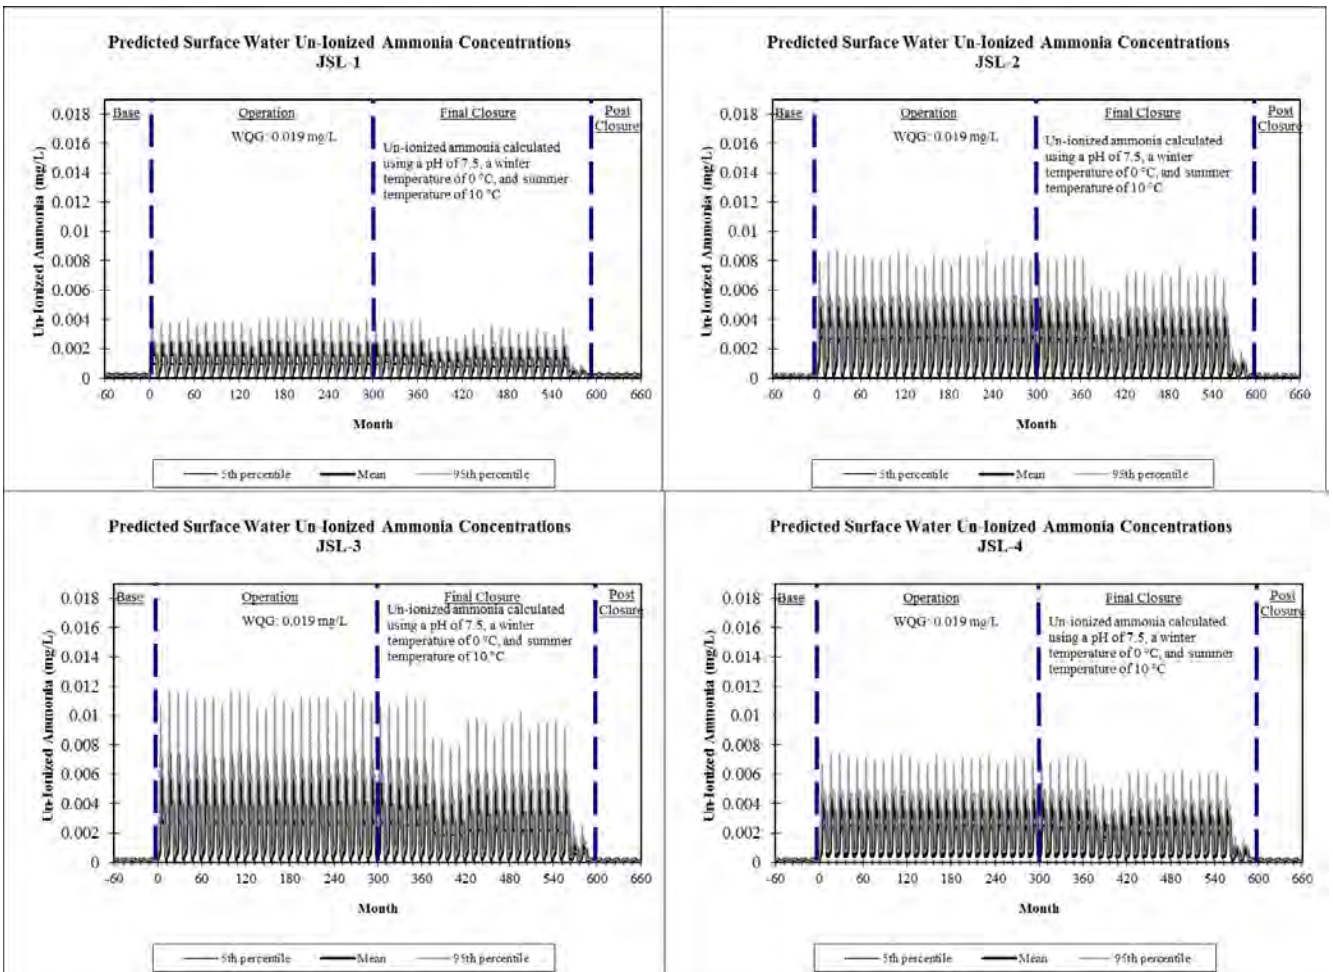 Predicted Surface Water Un-Ionized Ammonia Concentrations
JSL-1
Un-Ionized Ammonia (mg/L)
0.018
0.016
0.014
0.012
0.01
0.008
0.006
0.004
0.002
0
Base
Operation
Final Closure
Post
Closure
WQG: 0.019 mg/L
Un-ionized ammonia calculated
using a pH of 7.5, a winter
temperature of 0 °C, and summer
temperature of 10 °C
-60 0 60 120 180 240 300 360 420 480 540 600 660
Month
5th percentile Mean 95th percentile
Predicted Surface Water Un-Ionized Ammonia Concentrations
JSL-2
Un-Ionized Ammonia (mg/L)
0.018
0.016
0.014
0.012
0.01
0.008
0.006
0.004
0.002
0
Base
Operation
Final Closure
Post
Closure
WQG: 0.019 mg/L
Un-ionized ammonia calculated
using a pH of 7.5, a winter
temperature of 0 °C, and summer
temperature of 10 °C
-60 0 60 120 180 240 300 360 420 480 540 600 660
Month
5th percentile Mean 95th percentile
Predicted Surface Water Un-Ionized Ammonia Concentrations
JSL-3
Un-Ionized Ammonia (mg/L)
0.018
0.016
0.014
0.012
0.01
0.008
0.006
0.004
0.002
0
Base
Operation
Final Closure
Post
Closure
WQG: 0.019 mg/L
Un-ionized ammonia calculated
using a pH of 7.5, a winter
temperature of 0 °C, and summer
temperature of 10 °C
-60 0 60 120 180 240 300 360 420 480 540 600 660
Month
5th percentile Mean 95th percentile
Predicted Surface Water Un-Ionized Ammonia Concentrations
JSL-4
Un-Ionized Ammonia (mg/L)
0.018
0.016
0.014
0.012
0.01
0.008
0.006
0.004
0.002
0
Base
Operation
Final Closure
Post
Closure
WQG: 0.019 mg/L
Un-ionized ammonia calculated
using a pH of 7.5, a winter
temperature of 0 °C, and summer
temperature of 10 °C
-60 0 60 120 180 240 300 360 420 480 540 600 660
Month
5th percentile Mean 95th percentile